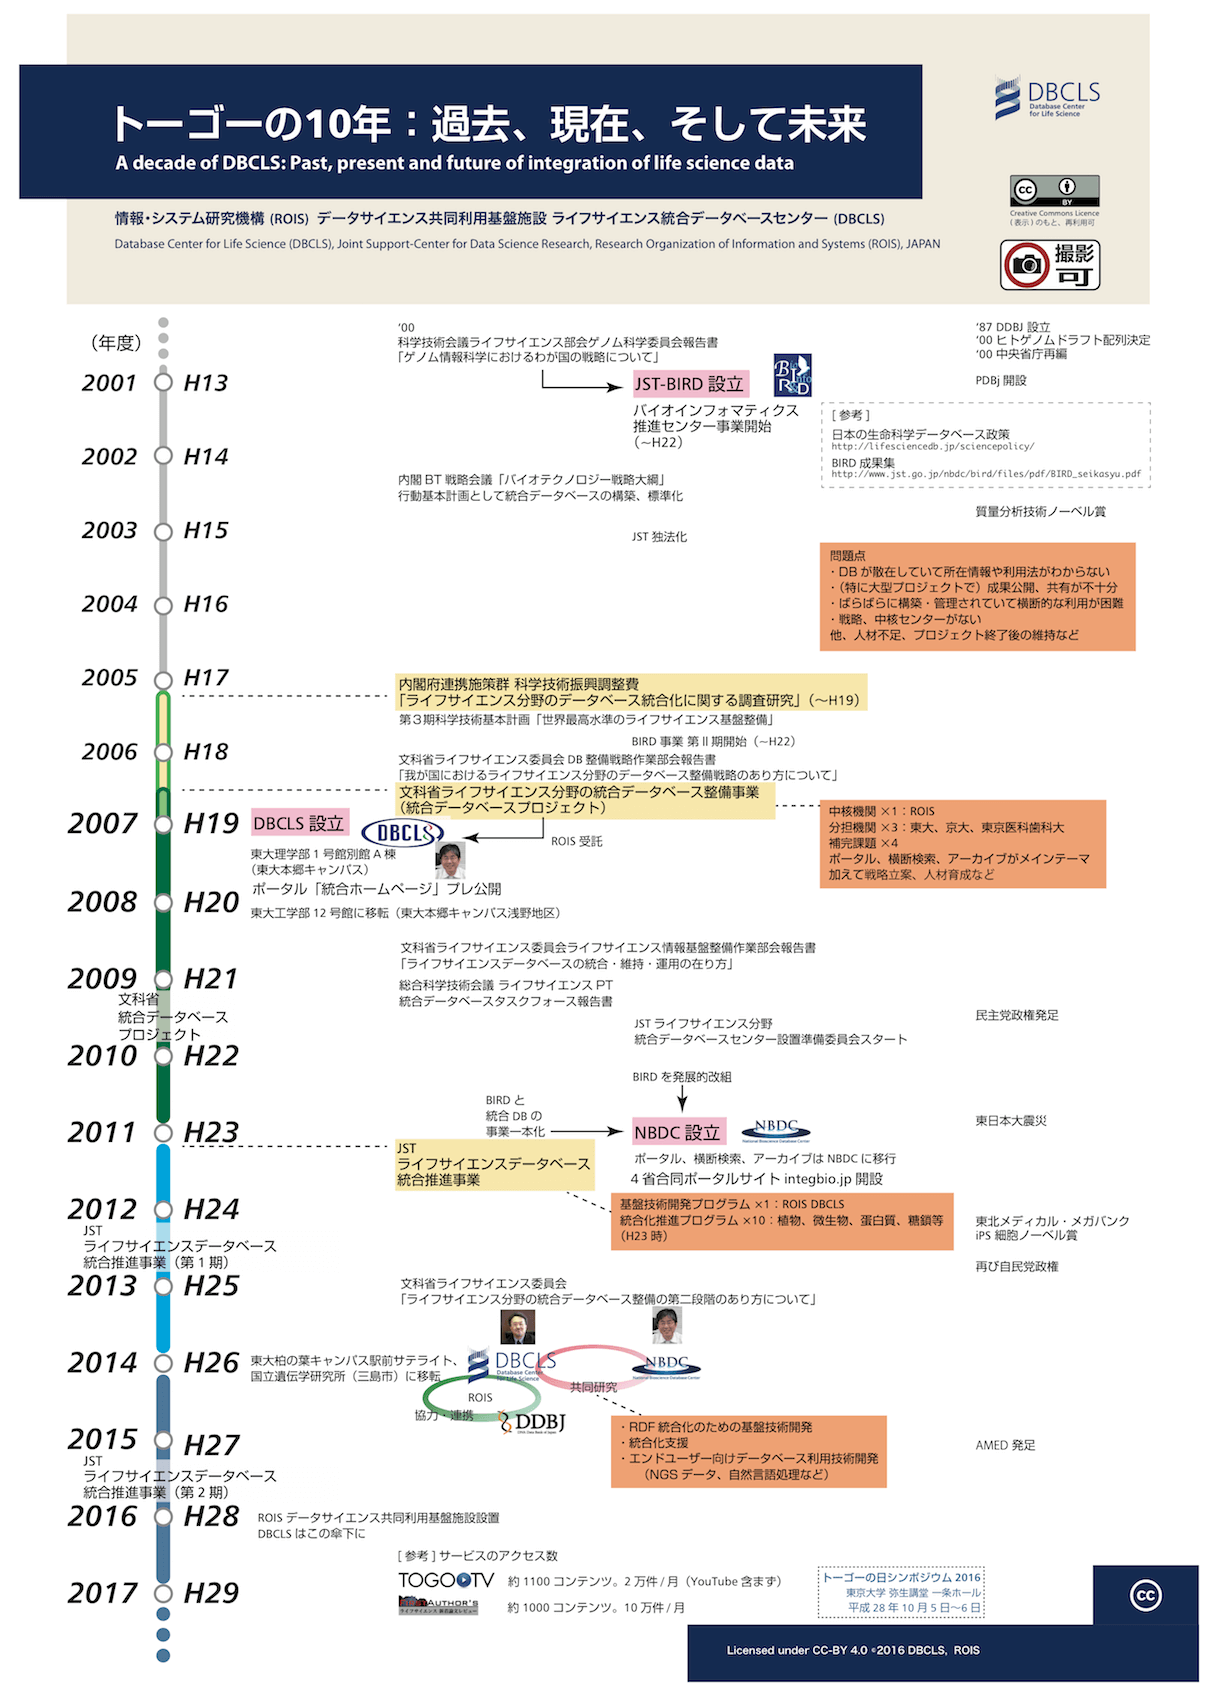 トーゴーの10年：過去、現在、そして未来
A decade of DBCLS: Past, present and future of integration of life science data
DBCLS
Database Center
for Life Science
情報・システム研究機構 (ROIS) データサイエンス共同利用基盤施設 ライフサイエンス統合データベースセンター (DBCLS)
Database Center for Life Science (DBCLS), Joint Support-Center for Data Science Research, Research Organization of Information and Systems (ROIS), JAPAN
cc
BY
Creative Commons Licence
（表示）のもと、再利用可
撮影
可
（年度）
'00
科学技術会議ライフサイエンス部会ゲノム科学委員会報告書
「ゲノム情報科学におけるわが国の戦略について」
'87 DDBJ 設立
'00 ヒトゲノムドラフト配列決定
'00 中央省庁再編
2001 H13
JST-BIRD 設立
PDBj 開設
バイオインフォマティクス
推進センター事業開始
（~H22）
[ 参考 ]
日本の生命科学データベース政策
http://lifesciencedb.jp/sciencepolicy/
BIRD 成果集
http://www.jst.go.jp/nbdc/bird/files/pdf/BIRD_seikasyu.pdf
2002 H14
内閣 BT 戦略会議「バイオテクノロジー戦略大綱」
行動基本計画として統合データベースの構築、標準化
質量分析技術ノーベル賞
2003 H15
JST 独法化
問題点
・DB が散在していて所在情報や利用法がわからない
・（特に大型プロジェクトで）成果公開、共有が不十分
・ばらばらに構築・管理されていて横断的な利用が困難
・戦略、中核センターがない
他、人材不足、プロジェクト終了後の維持など
2004 H16
2005 H17
内閣府連携施策群 科学技術振興調整費
「ライフサイエンス分野のデータベース統合化に関する調査研究」（～H19）
第３期科学技術基本計画「世界最高水準のライフサイエンス基盤整備」
BIRD 事業 第Ⅱ期開始（~H22）
2006 H18
文科省ライフサイエンス委員会 DB 整備戦略作業部会報告書
「我が国におけるライフサイエンス分野のデータベース整備戦略のあり方について」
文科省ライフサイエンス分野の統合データベース整備事業
（統合データベースプロジェクト）
中核機関 ×1：ROIS
分担機関 ×3：東大、京大、東京医科歯科大
補完課題 ×4
ポータル、横断検索、アーカイブがメインテーマ
加えて戦略立案、人材育成など
2007 H19
DBCLS 設立
DBCLS
ROIS 受託
東大理学部 1 号館別館 A 棟
（東大本郷キャンパス）
ポータル「統合ホームページ」プレ公開
2008 H20
東大工学部 12 号館に移転（東大本郷キャンパス浅野地区）
文科省ライフサイエンス委員会ライフサイエンス情報基盤整備作業部会報告書
「ライフサイエンスデータベースの統合・維持・運用の在り方」
2009 H21
総合科学技術会議 ライフサイエンス PT
統合データベースタスクフォース報告書
文科省
統合データベース
プロジェクト
民主党政権発足
JST ライフサイエンス分野
統合データベースセンター設置準備委員会スタート
2010 H22
BIRD を発展的改組
BIRD と
統合 DB の
事業一本化
2011 H23
NBDC 設立
NBDC
National Bioscience Database Center
東日本大震災
JST
ライフサイエンスデータベース
統合推進事業
ポータル、横断検索、アーカイブは NBDC に移行
4 省合同ポータルサイト integbio.jp 開設
基盤技術開発プログラム ×1：ROIS DBCLS
統合化推進プログラム ×10：植物、微生物、蛋白質、糖鎖等
（H23 時）
2012 H24
JST
ライフサイエンスデータベース
統合推進事業（第 1 期）
東北メディカル・メガバンク
iPS 細胞ノーベル賞
再び自民党政権
2013 H25
文科省ライフサイエンス委員会
「ライフサイエンス分野の統合データベース整備の第二段階のあり方について」
2014 H26
東大柏の葉キャンパス駅前サテライト、
国立遺伝学研究所（三島市）に移転
DBCLS
Database Center
for Life Science
NBDC
National Bioscience Database Center
共同研究
ROIS
協力・連携
DDBJ
DNA Data Bank of Japan
・RDF 統合化のための基盤技術開発
・統合化支援
・エンドユーザー向けデータベース利用技術開発
（NGS データ、自然言語処理など）
2015 H27
JST
ライフサイエンスデータベース
統合推進事業（第 2 期）
AMED 発足
2016 H28
ROIS データサイエンス共同利用基盤施設設置
DBCLS はこの傘下に
[ 参考 ] サービスのアクセス数
TOGO TV 約 1100 コンテンツ。2 万件 / 月（YouTube 含まず）
AUTHOR'S
ライフサイエンス 新着論文レビュー
約 1000 コンテンツ。10 万件 / 月
2017 H29
トーゴーの日シンポジウム 2016
東京大学 弥生講堂 一条ホール
平成 28 年 10 月 5 日～6 日
cc
Licensed under CC-BY 4.0 ©2016 DBCLS, ROIS